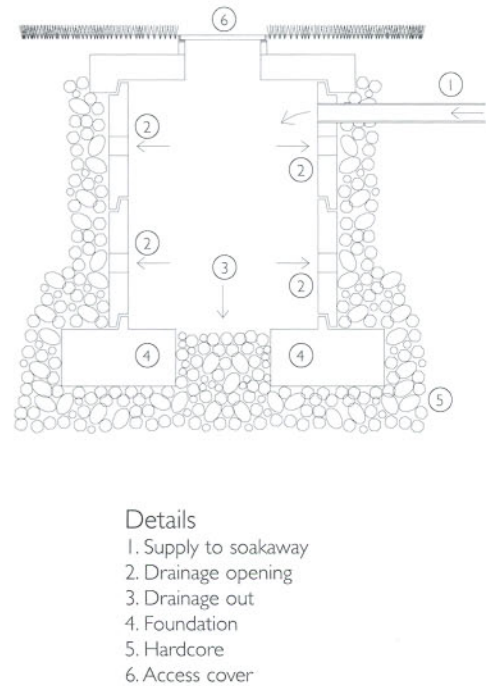 6
1
2
2
2
3
2
4
4
5
Details
1. Supply to soakaway
2. Drainage opening
3. Drainage out
4. Foundation
5. Hardcore
6. Access cover